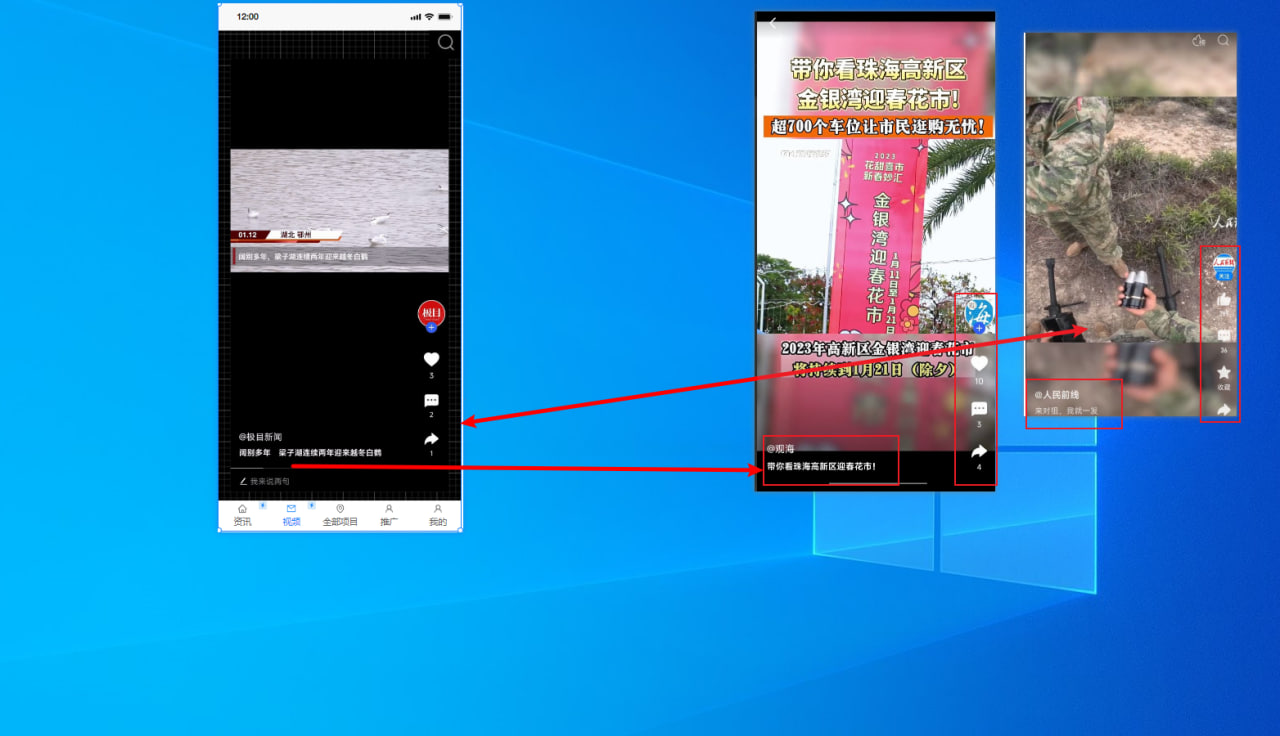 12:00
01.12
湖北 鄂州
阔别多年，梁子湖连续两年迎来越冬白鹤
极目
3
2
1
@极目新闻
阔别多年 梁子湖连续两年迎来越冬白鹤
我来说两句
资讯
视频
全部项目
推广
我的
带你看珠海高新区
金银湾迎春花市！
超700个车位让市民逛购无忧！
2023
花甜喜市
新春妙汇
金银湾迎春花市
1月11日至1月21日
海
2023年高新区金银湾迎春花市
将持续到1月21日（除夕）
10
3
4
@观海
带你看珠海高新区迎春花市！
榜
人民前
关注
36
收藏
@人民前线
来对狙，我就一发